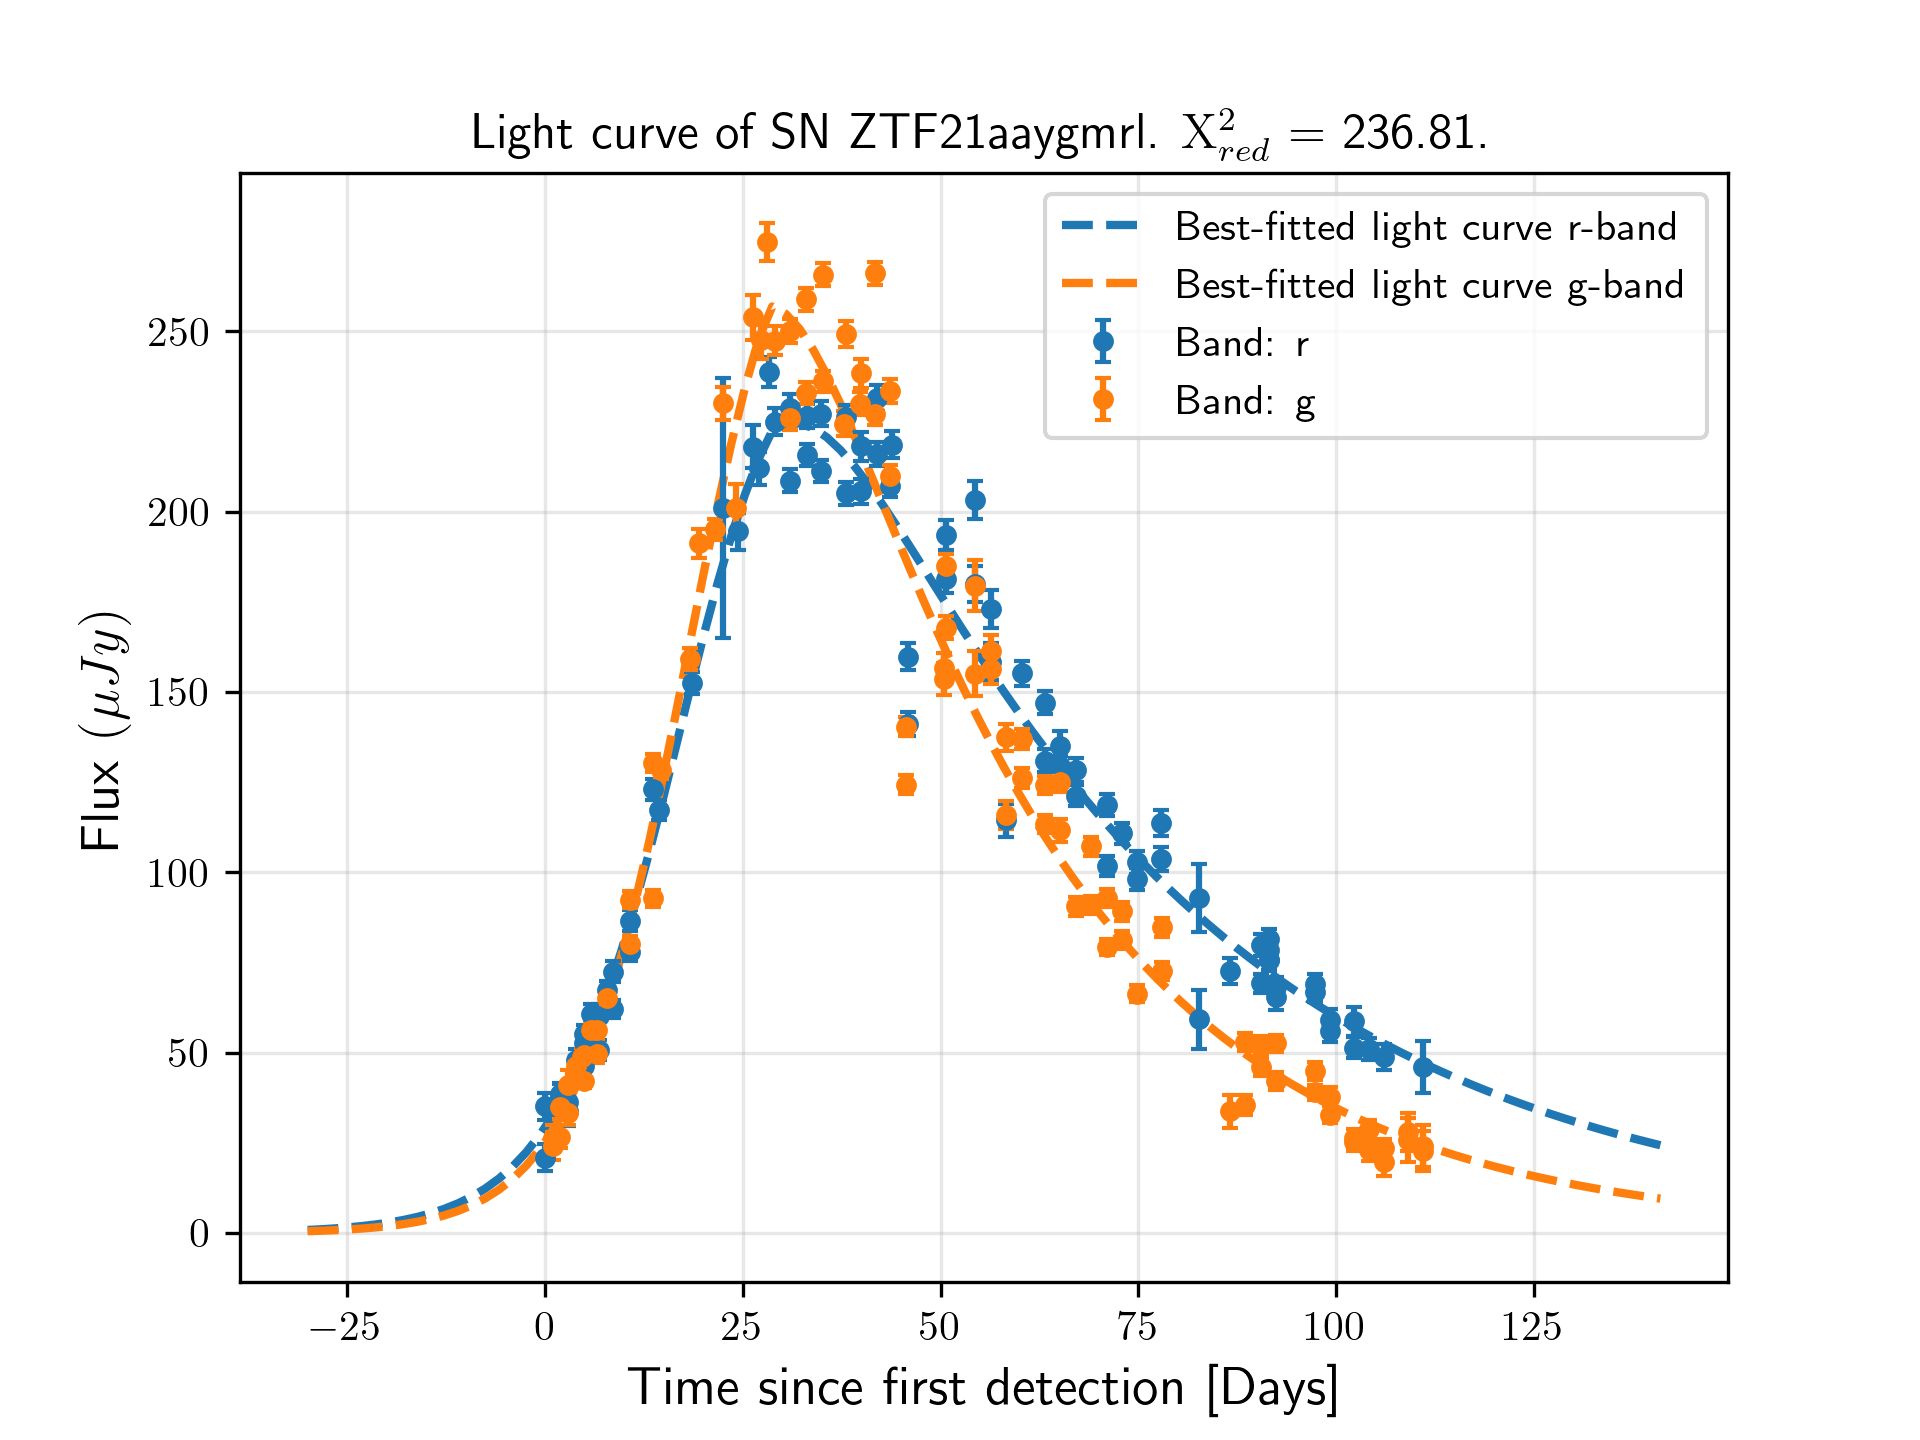 Light curve of SN ZTF21aaygmrl. X²_red = 236.81.
Best-fitted light curve r-band
Best-fitted light curve g-band
Band: r
Band: g
Flux (μJy)
250
200
150
100
50
0
−25 0 25 50 75 100 125
Time since first detection [Days]